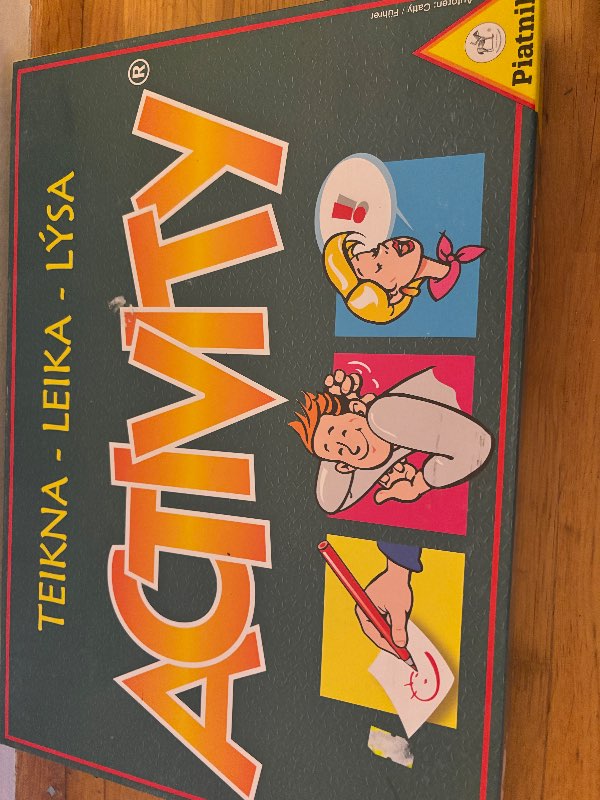 TEIKNA - LEIKA - LÝSA
ACTIVITY®
!
Autoren: Catty / Führer
Piatnik